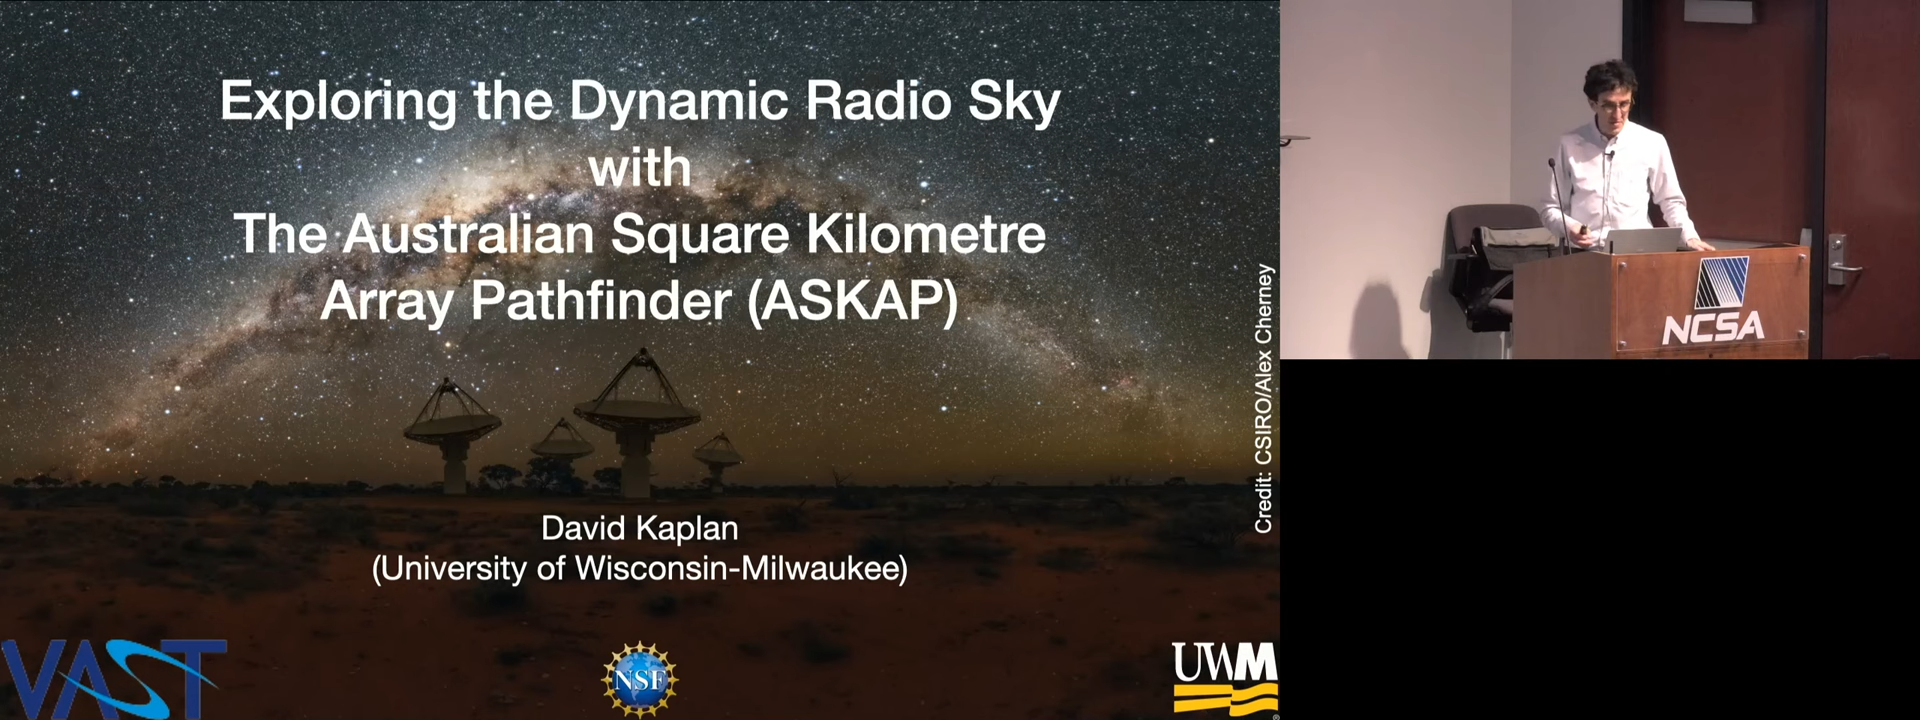 Exploring the Dynamic Radio Sky
with
The Australian Square Kilometre
Array Pathfinder (ASKAP)
David Kaplan
(University of Wisconsin-Milwaukee)
Credit: CSIRO/Alex Cherney
VAST
NSF
UWM
NCSA